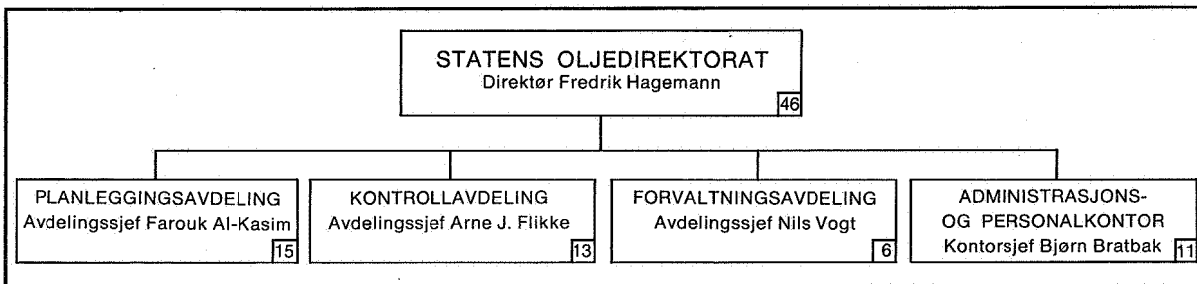 STATENS OLJEDIREKTORAT
Direktør Fredrik Hagemann
46
PLANLEGGINGSAVDELING
Avdelingssjef Farouk Al-Kasim
15
KONTROLLAVDELING
Avdelingssjef Arne J. Flikke
13
FORVALTNINGSAVDELING
Avdelingssjef Nils Vogt
6
ADMINISTRASJONS-
OG PERSONALKONTOR
Kontorsjef Bjørn Bratbak
11